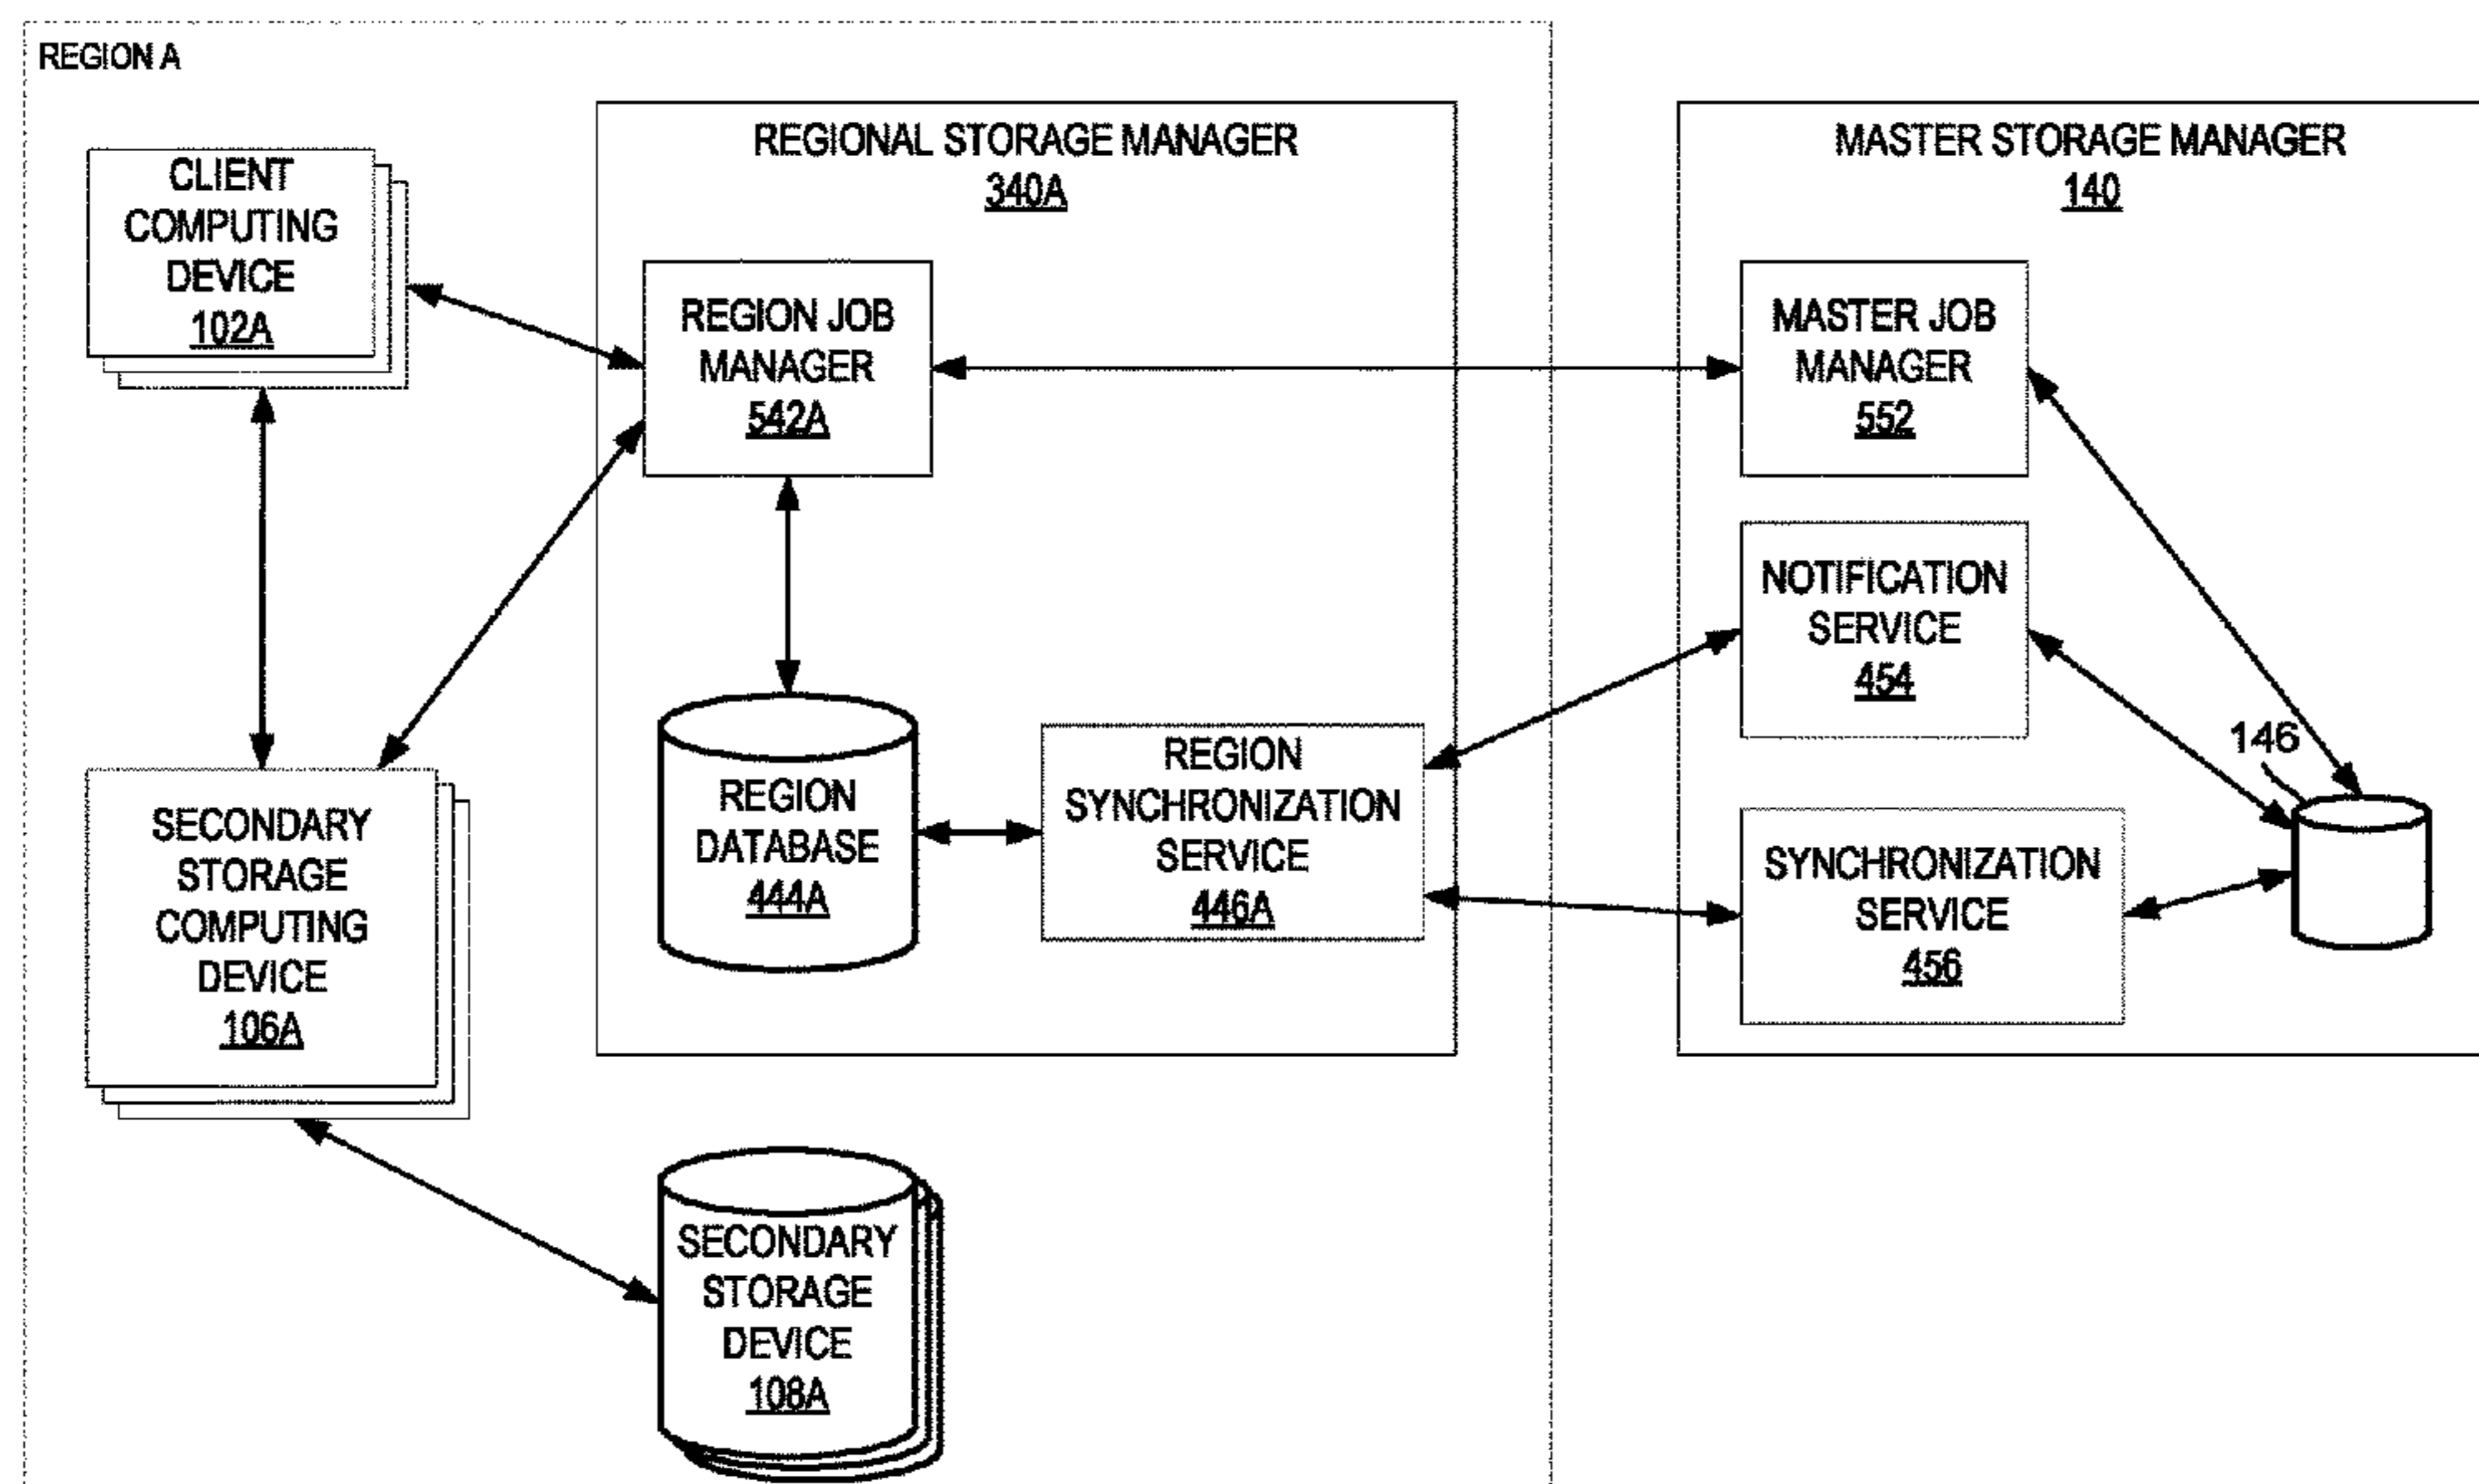 REGION A
CLIENT
COMPUTING
DEVICE
102A
REGIONAL STORAGE MANAGER
340A
MASTER STORAGE MANAGER
140
REGION JOB
MANAGER
542A
MASTER JOB
MANAGER
552
NOTIFICATION
SERVICE
454
146
SECONDARY
STORAGE
COMPUTING
DEVICE
106A
REGION
DATABASE
444A
REGION
SYNCHRONIZATION
SERVICE
446A
SYNCHRONIZATION
SERVICE
456
SECONDARY
STORAGE
DEVICE
108A